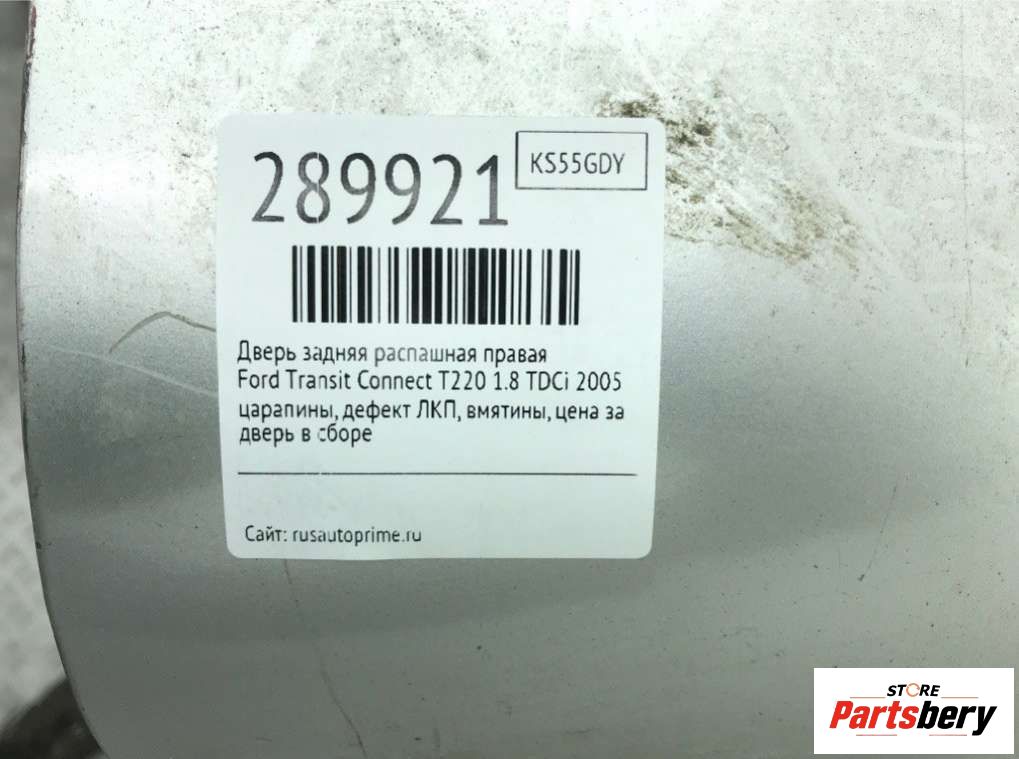 289921
KS55GDY
Дверь задняя распашная правая
Ford Transit Connect T220 1.8 TDCi 2005
царапины, дефект ЛКП, вмятины, цена за
дверь в сборе
Сайт: rusautoprime.ru
STORE
Partsbery